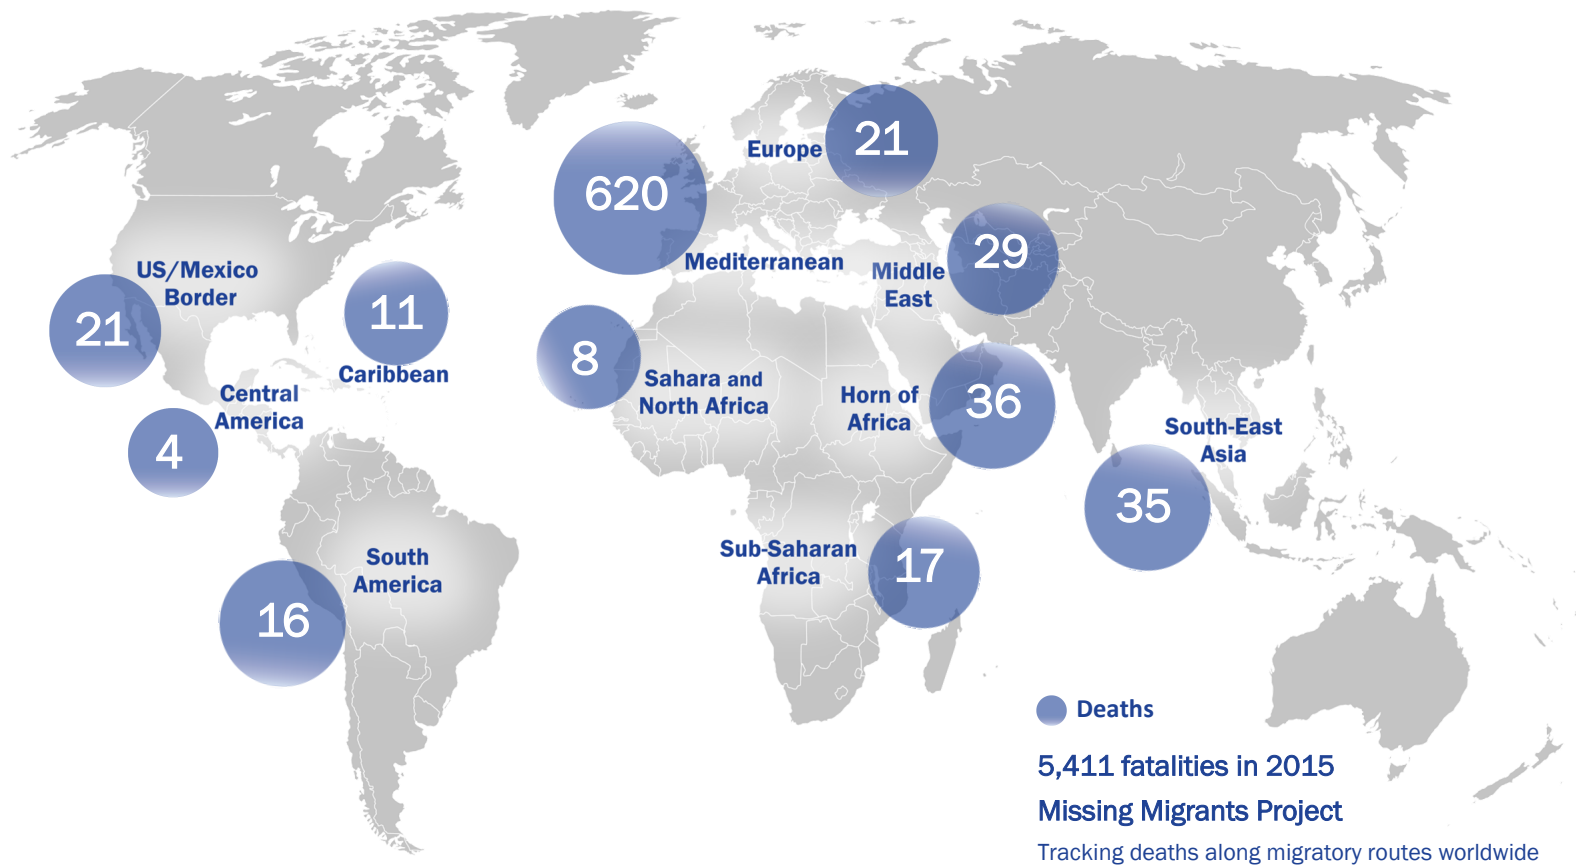 Europe
21
620
Mediterranean
Middle
East
29
US/Mexico
Border
21
11
Caribbean
8
Sahara and
North Africa
Horn of
Africa
36
Central
America
4
South-East
Asia
35
Sub-Saharan
Africa
17
South
America
16
Deaths
5,411 fatalities in 2015
Missing Migrants Project
Tracking deaths along migratory routes worldwide